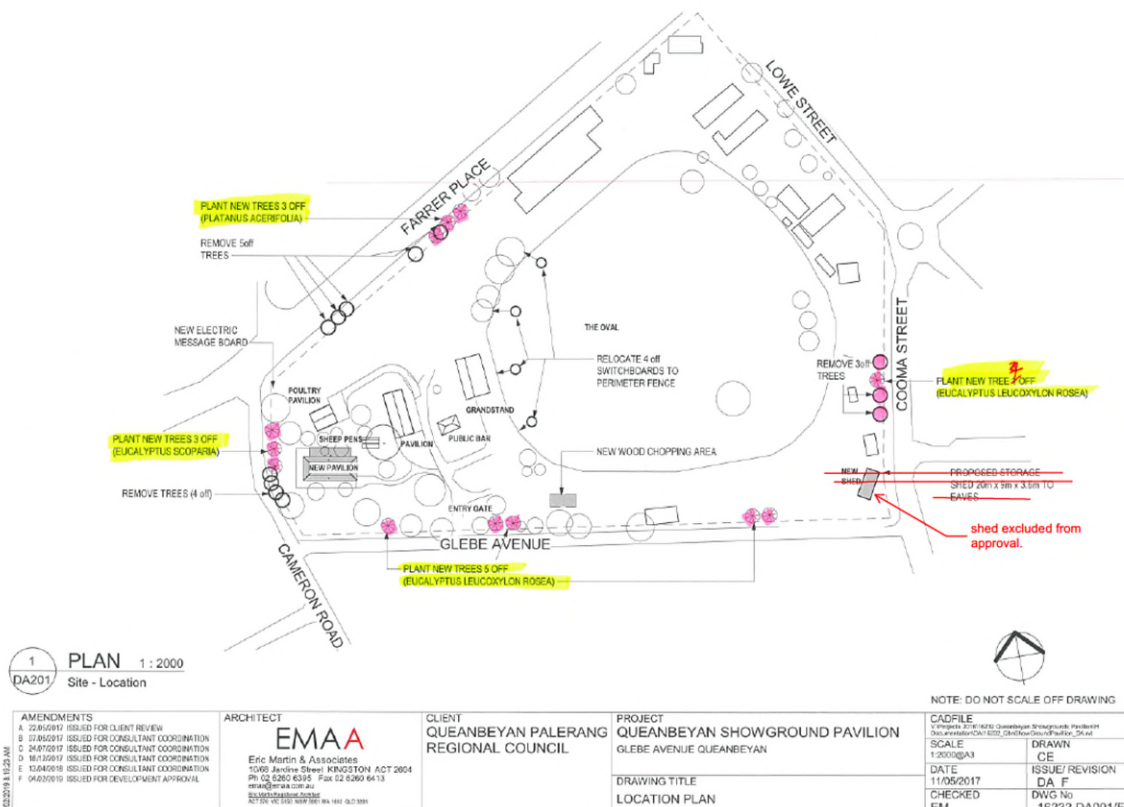 LOWE STREET
FARRER PLACE
PLANT NEW TREES 3 OFF
(PLATANUS ACERIFOLIA)
REMOVE 5off
TREES
NEW ELECTRIC
MESSAGE BOARD
THE OVAL
RELOCATE 4 off
SWITCHBOARDS TO
PERIMETER FENCE
REMOVE 3off
TREES
COOMA STREET
PLANT NEW TREE 4 OFF
(EUCALYPTUS LEUCOXYLON ROSEA)
POULTRY
PAVILION
GRANDSTAND
PUBLIC BAR
PAVILION
SHEEP PENS
NEW PAVILION
PLANT NEW TREES 3 OFF
(EUCALYPTUS SCOPARIA)
REMOVE TREES (4 off)
NEW WOOD CHOPPING AREA
NEW
SHED
PROPOSED STORAGE
SHED 20m x 9m x 3.6m TO
EAVES
shed excluded from
approval.
ENTRY GATE
GLEBE AVENUE
PLANT NEW TREES 5 OFF
(EUCALYPTUS LEUCOXYLON ROSEA)
CAMERON ROAD
1
DA201
PLAN 1 : 2000
Site - Location
NOTE: DO NOT SCALE OFF DRAWING
AMENDMENTS
A 22/05/2017 ISSUED FOR CLIENT REVIEW
B 07/06/2017 ISSUED FOR CONSULTANT COORDINATION
C 24/07/2017 ISSUED FOR CONSULTANT COORDINATION
D 18/12/2017 ISSUED FOR CONSULTANT COORDINATION
E 13/04/2018 ISSUED FOR CONSULTANT COORDINATION
F 04/02/2019 ISSUED FOR DEVELOPMENT APPROVAL
ARCHITECT
EMAA
Eric Martin & Associates
10/68 Jardine Street KINGSTON ACT 2604
Ph 02 6260 6395 Fax 02 6260 6413
emaa@emaa.com.au
CLIENT
QUEANBEYAN PALERANG
REGIONAL COUNCIL
PROJECT
QUEANBEYAN SHOWGROUND PAVILION
GLEBE AVENUE QUEANBEYAN
DRAWING TITLE
LOCATION PLAN
CADFILE
SCALE
1:2000@A3
DRAWN
CE
DATE
11/05/2017
ISSUE/ REVISION
DA F
CHECKED
EM
DWG No
16232 DA001/F